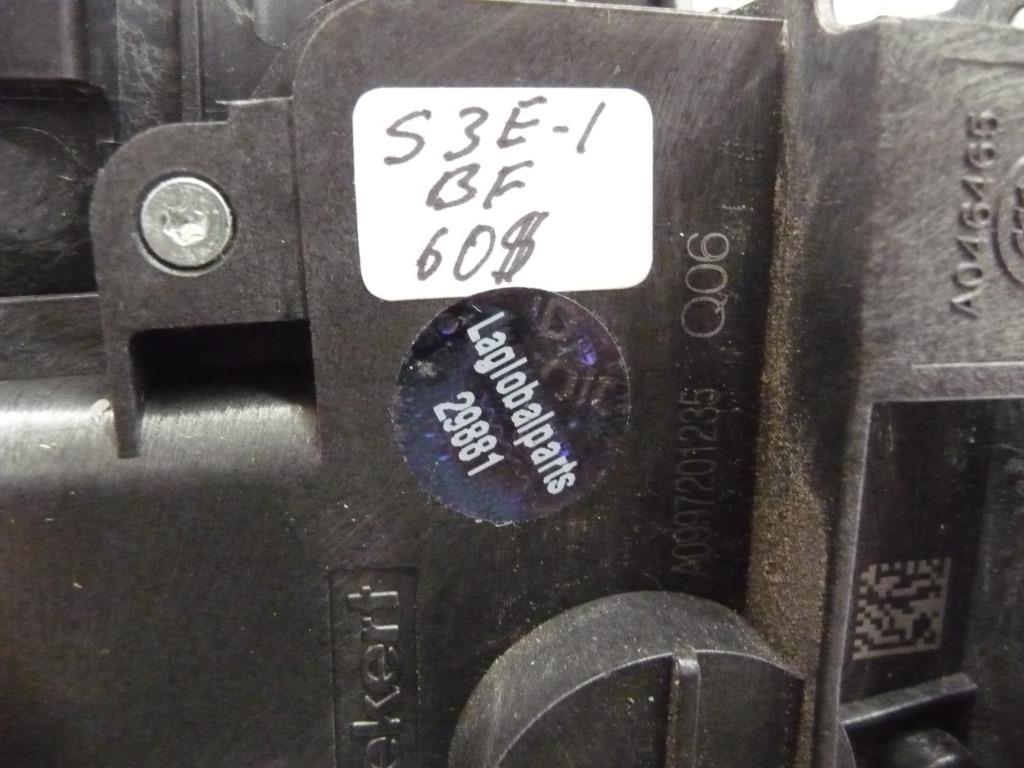 S3E-1
BF
60$
Laglobalparts
29881
A0997201235 Q06
A046465
ekert